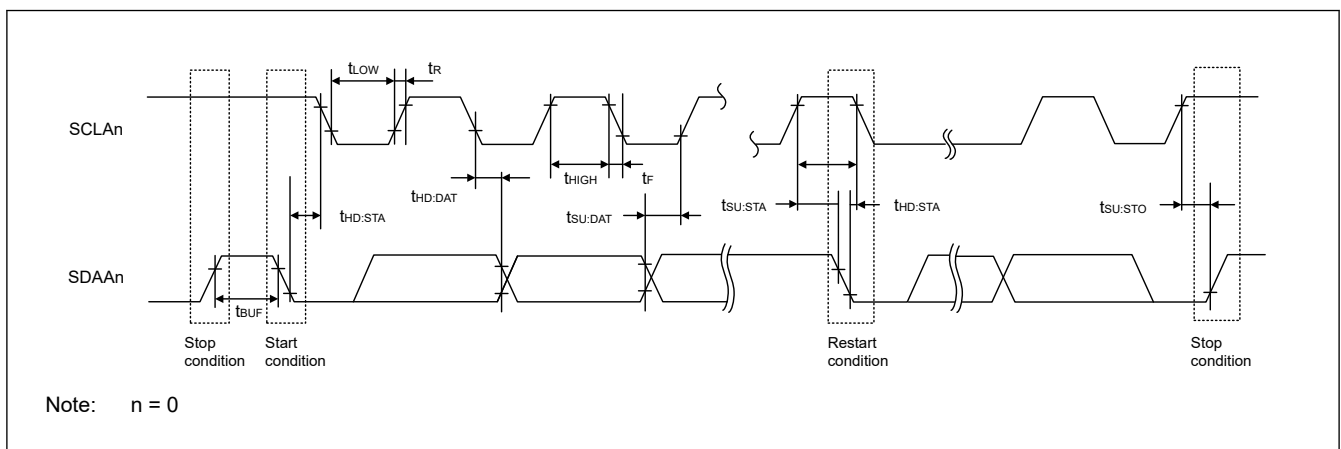 tLOW
tR
SCLAn
tHD:DAT
tHIGH
tF
tSU:STA
tHD:STA
tHD:STA
tSU:DAT
tSU:STO
SDAAn
tBUF
Stop
condition
Start
condition
Restart
condition
Stop
condition
Note: n = 0